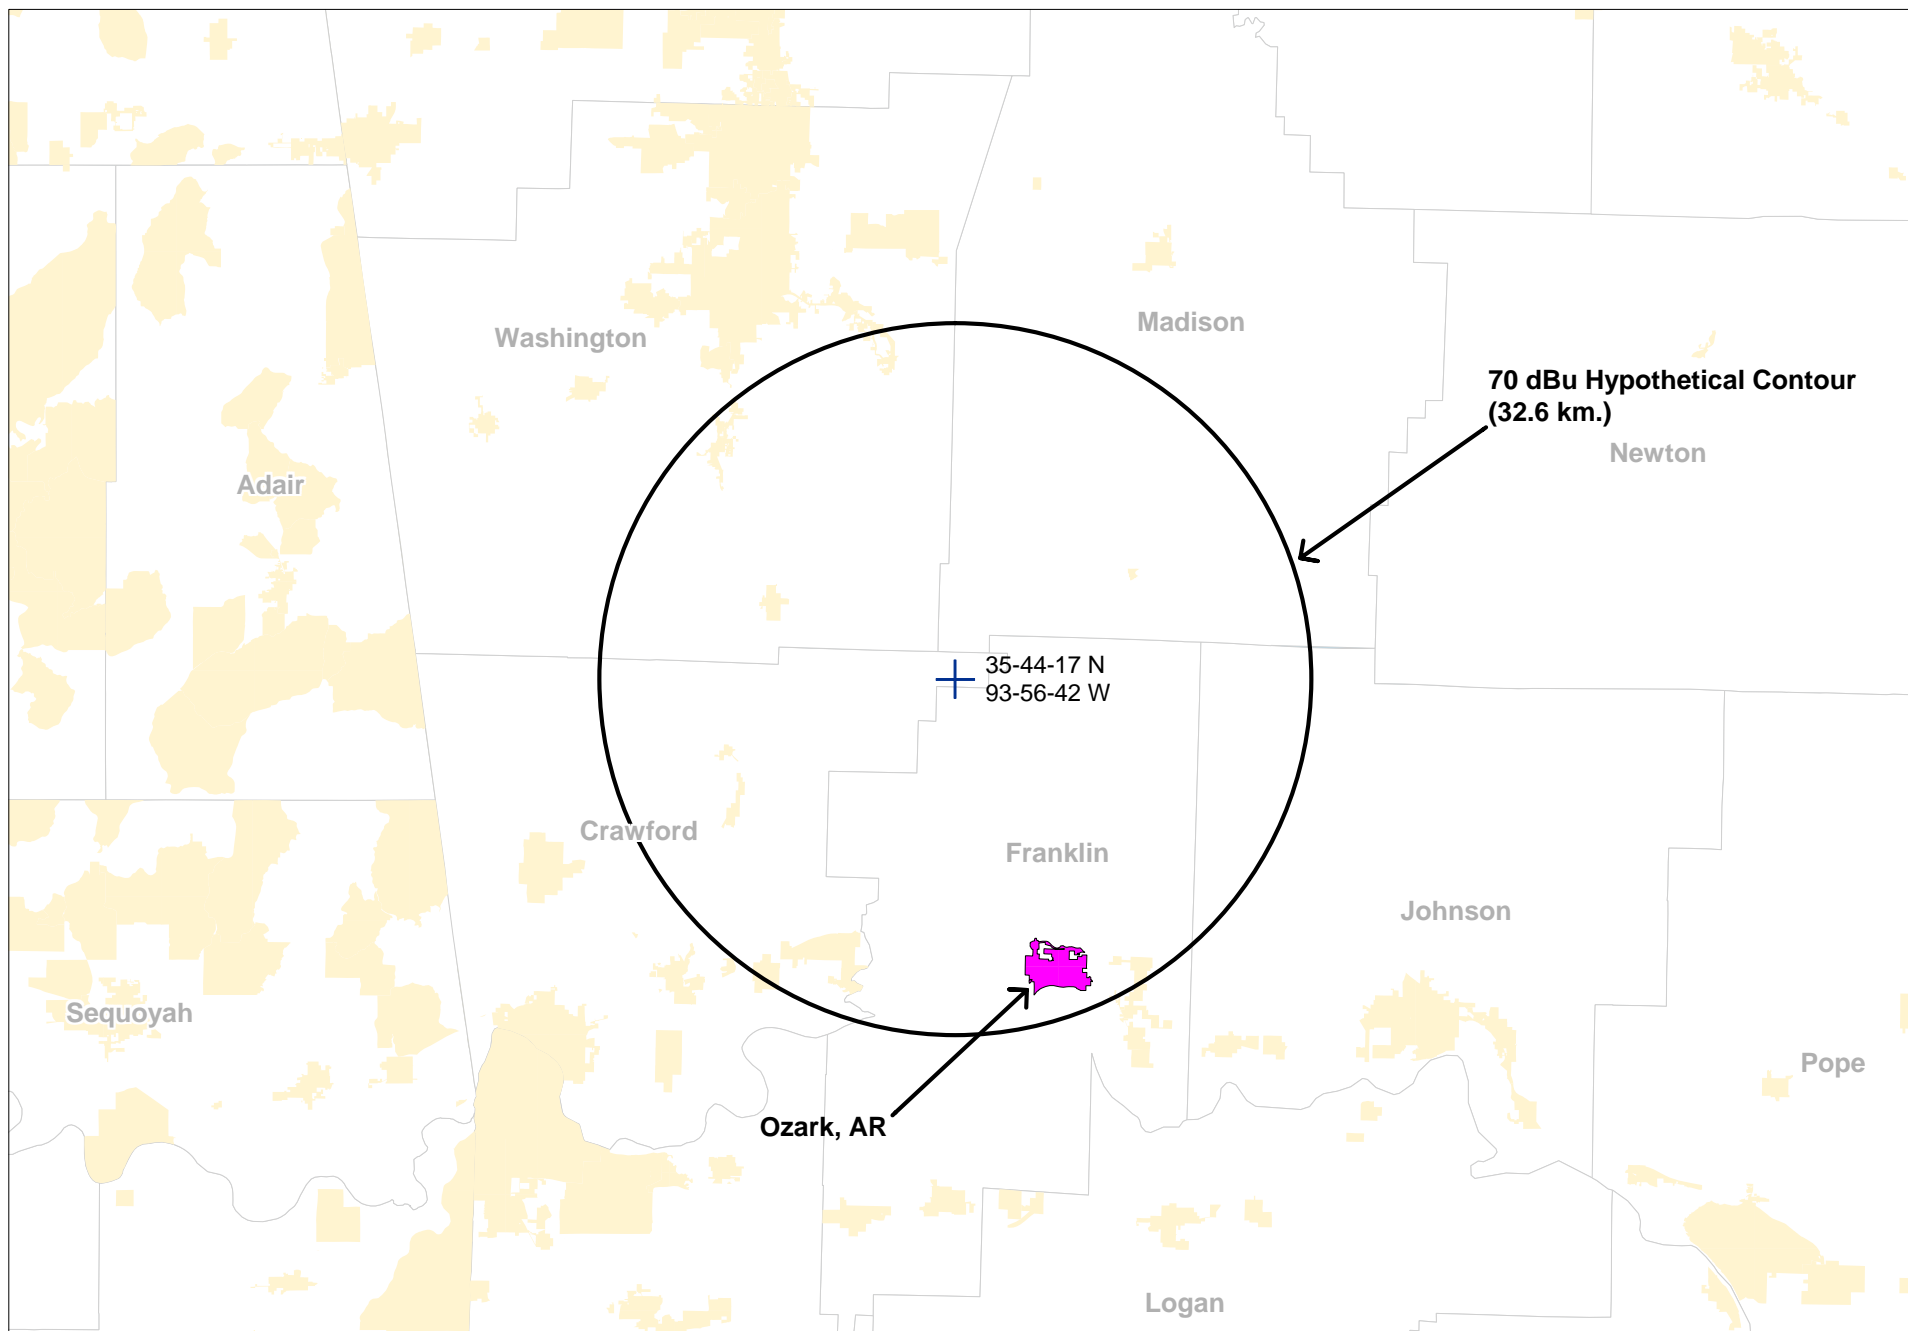 Madison
Washington
70 dBu Hypothetical Contour
(32.6 km.)
Newton
Adair
35-44-17 N
93-56-42 W
Crawford
Franklin
Johnson
Sequoyah
Pope
Ozark, AR
Logan